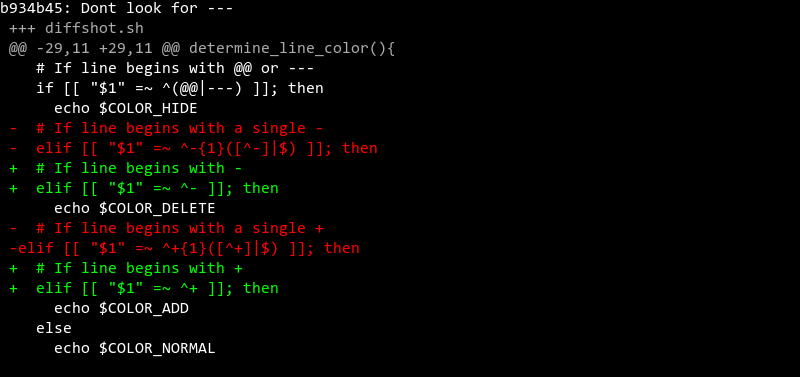 b934b45: Dont look for ---
 +++ diffshot.sh
 @@ -29,11 +29,11 @@ determine_line_color(){
    # If line begins with @@ or ---
    if [[ "$1" =~ ^(@@|---) ]]; then
      echo $COLOR_HIDE
 -  # If line begins with a single -
 -  elif [[ "$1" =~ ^-{1}([^-]|$) ]]; then
 +  # If line begins with -
 +  elif [[ "$1" =~ ^- ]]; then
      echo $COLOR_DELETE
 -  # If line begins with a single +
 -elif [[ "$1" =~ ^+{1}([^+]|$) ]]; then
 +  # If line begins with +
 +  elif [[ "$1" =~ ^+ ]]; then
      echo $COLOR_ADD
    else
      echo $COLOR_NORMAL